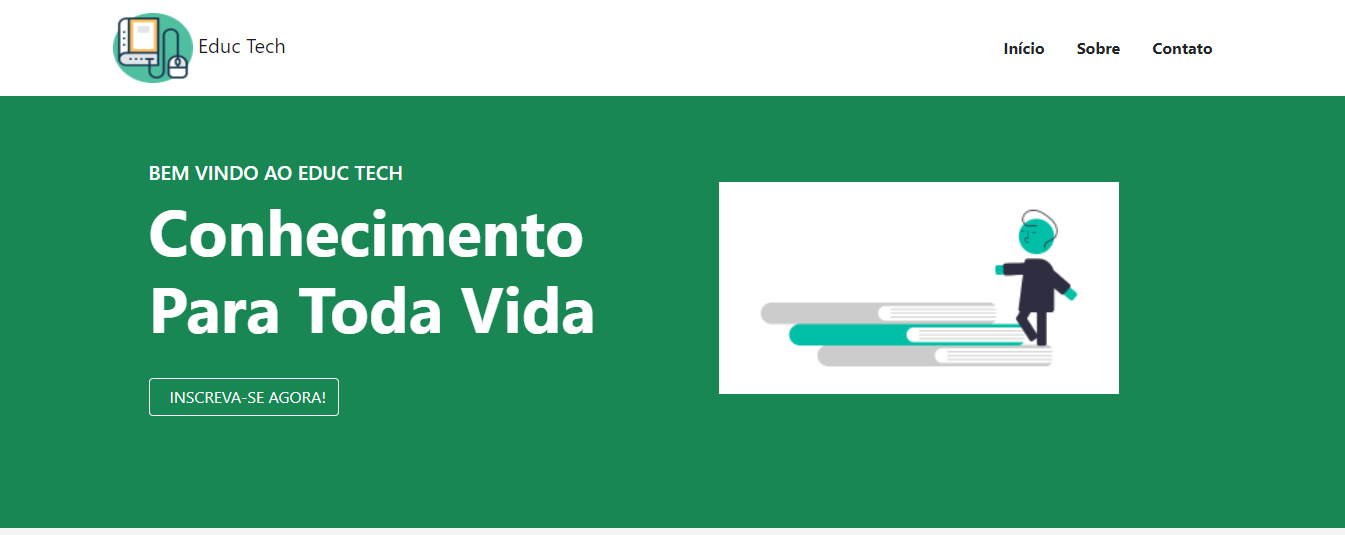 Educ Tech
Início Sobre Contato
BEM VINDO AO EDUC TECH
Conhecimento
Para Toda Vida
INSCREVA-SE AGORA!